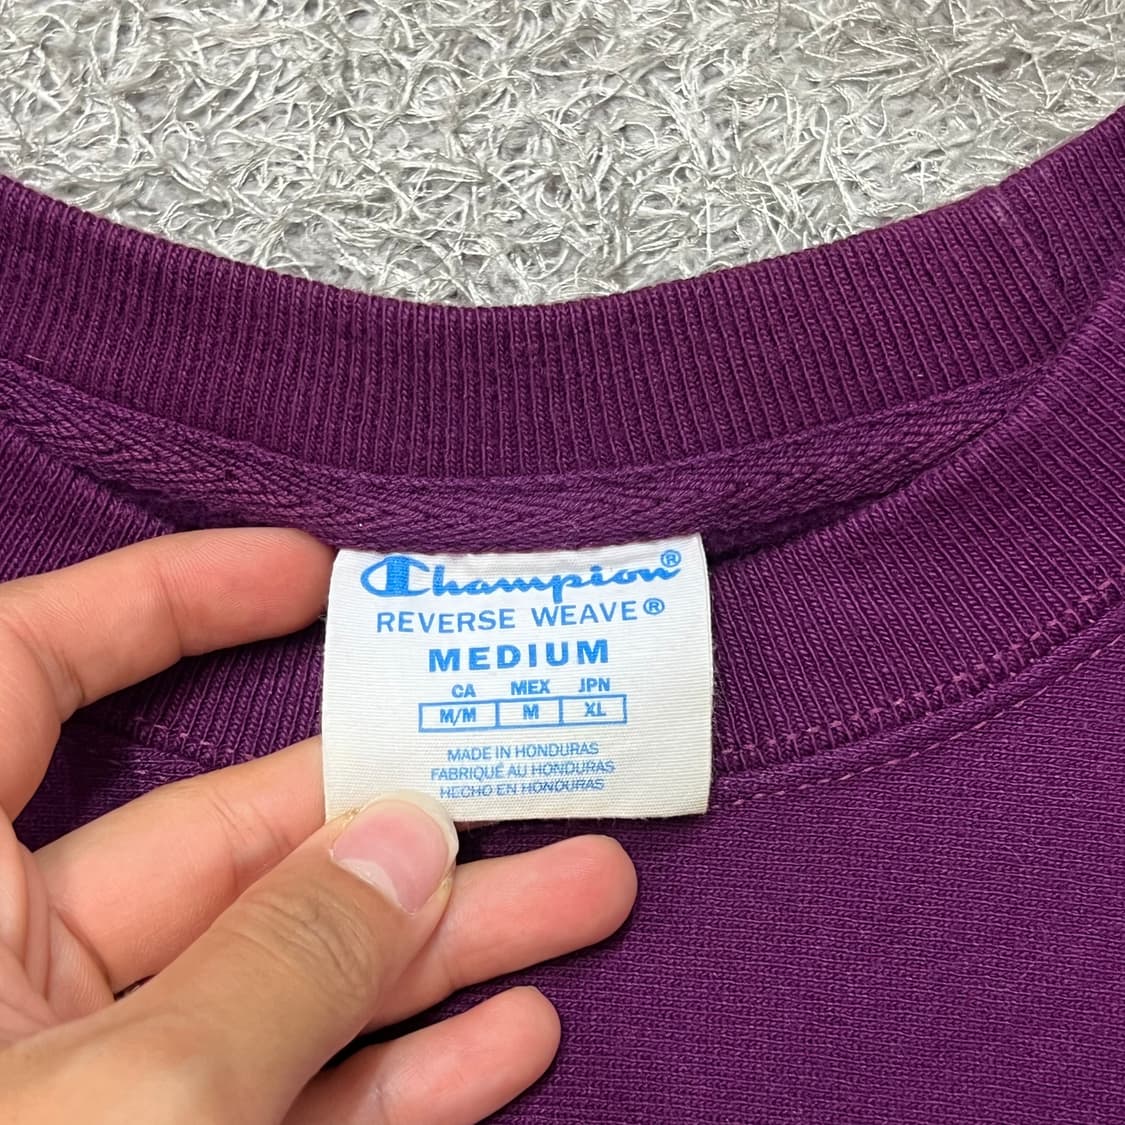 Champion®
REVERSE WEAVE®
MEDIUM
CA MEX JPN
M/M M XL
MADE IN HONDURAS
FABRIQUÉ AU HONDURAS
HECHO EN HONDURAS